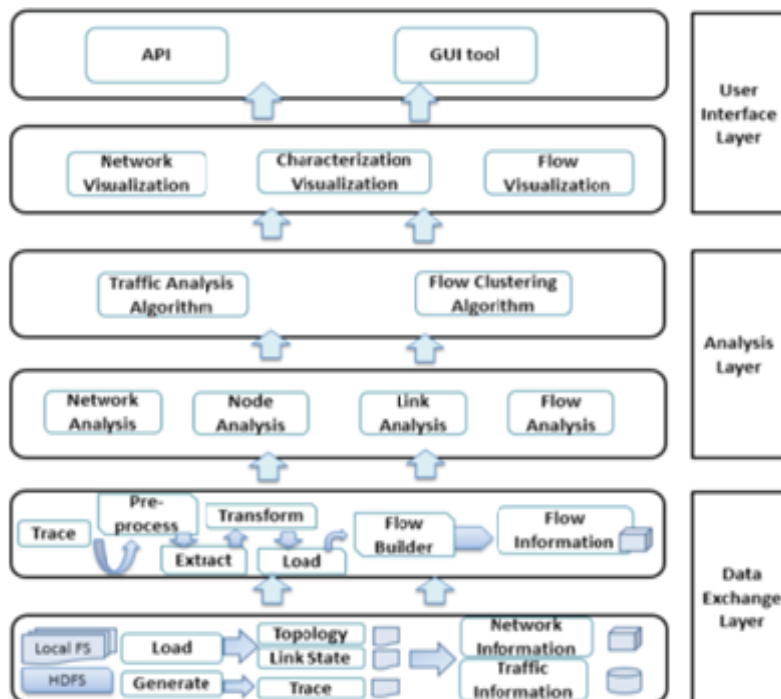 API
GUI tool
User
Interface
Layer
Network
Visualization
Characterization
Visualization
Flow
Visualization
Traffic Analysis
Algorithm
Flow Clustering
Algorithm
Analysis
Layer
Network
Analysis
Node
Analysis
Link
Analysis
Flow
Analysis
Trace
Pre-
process
Extract
Transform
Load
Flow
Builder
Flow
Information
Data
Exchange
Layer
Local FS
HDFS
Load
Generate
Topology
Link State
Trace
Network
Information
Traffic
Information